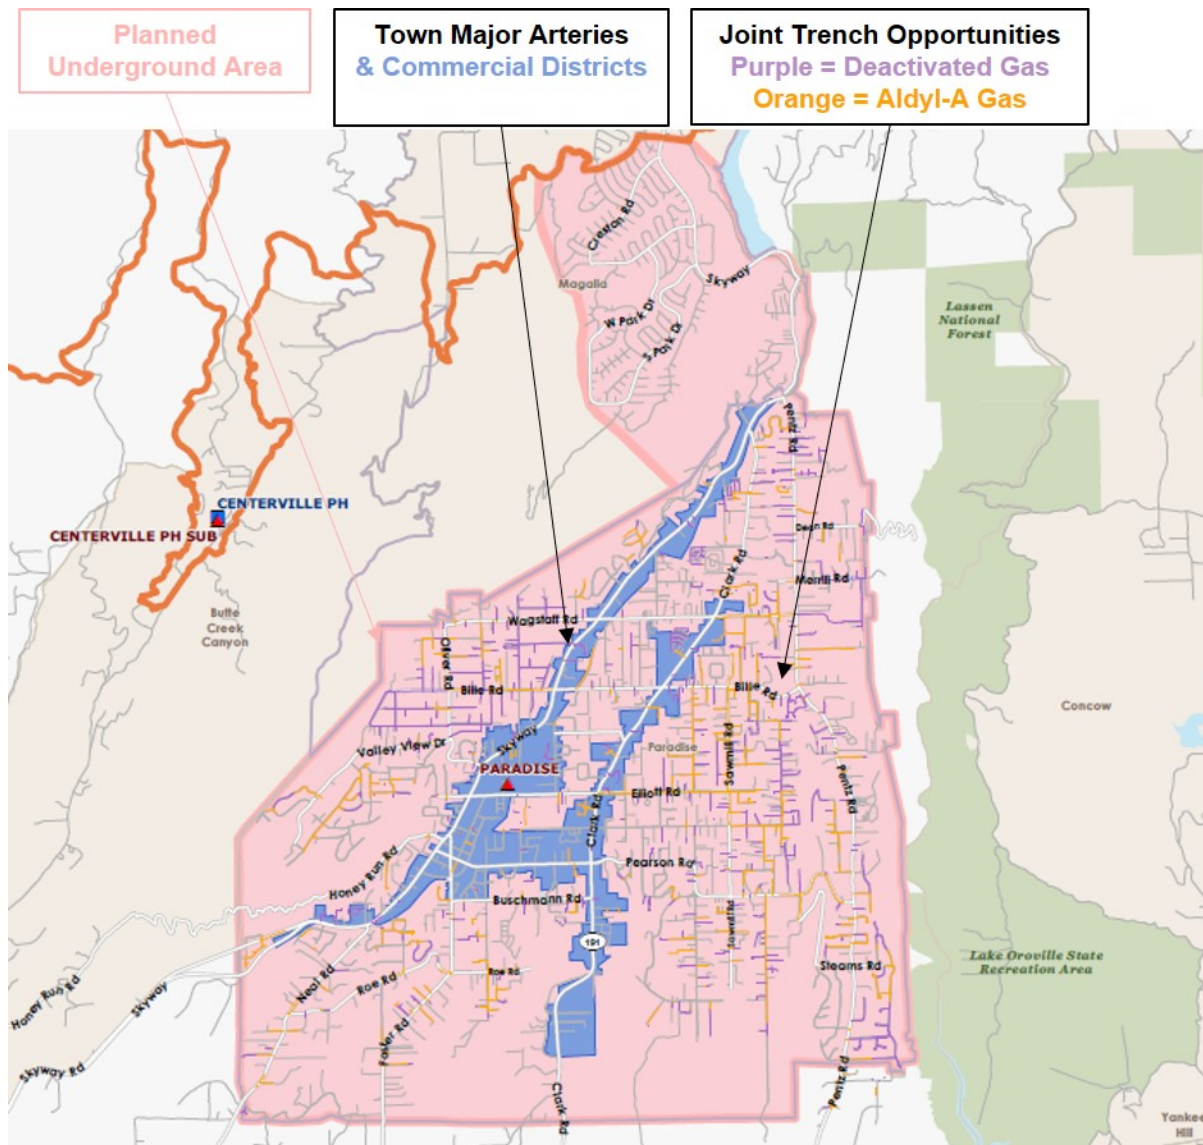 Planned
Underground Area
Town Major Arteries
& Commercial Districts
Joint Trench Opportunities
Purple = Deactivated Gas
Orange = Aldyl-A Gas
Creston Rd
Skyway
Magalia
W Park Dr
S Park Dr
Lassen
National
Forest
Pentz Rd
CENTERVILLE PH
CENTERVILLE PH SUB
Dean Rd
Clark Rd
Merrill Rd
Butte
Creek
Canyon
Wagstaff Rd
Oliver Rd
Bille Rd
Bille Rd
Concow
Skyway
Valley View Dr
Paradise
Sawmill Rd
PARADISE
Pentz Rd
Elliott Rd
Clark Rd
Pearson Rd
Honey Run Rd
Buschmann Rd
Sawmill Rd
191
Lake Oroville State
Recreation Area
Stearns Rd
Roe Rd
Neal Rd
Roe Rd
Honey Run Rd
Skyway
Foster Rd
Skyway Rd
Pentz Rd
Clark Rd
Yankee
Hill